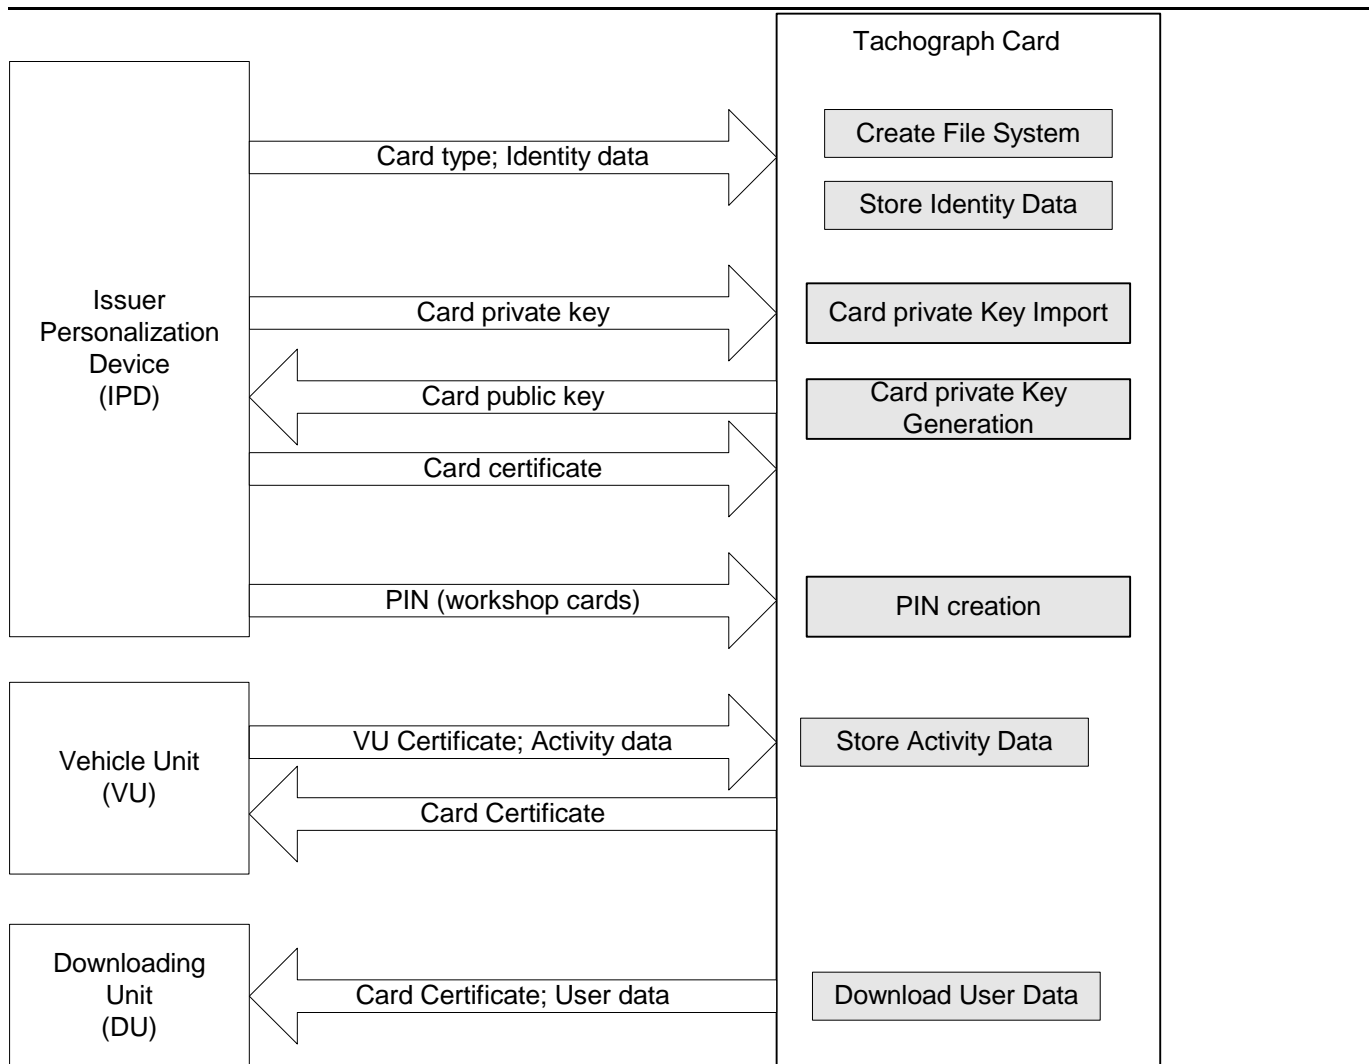 Tachograph Card
Create File System
Card type; Identity data
Store Identity Data
Issuer
Personalization
Device
(IPD)
Card private key
Card private Key Import
Card public key
Card private Key
Generation
Card certificate
PIN (workshop cards)
PIN creation
Vehicle Unit
(VU)
VU Certificate; Activity data
Store Activity Data
Card Certificate
Downloading
Unit
(DU)
Card Certificate; User data
Download User Data